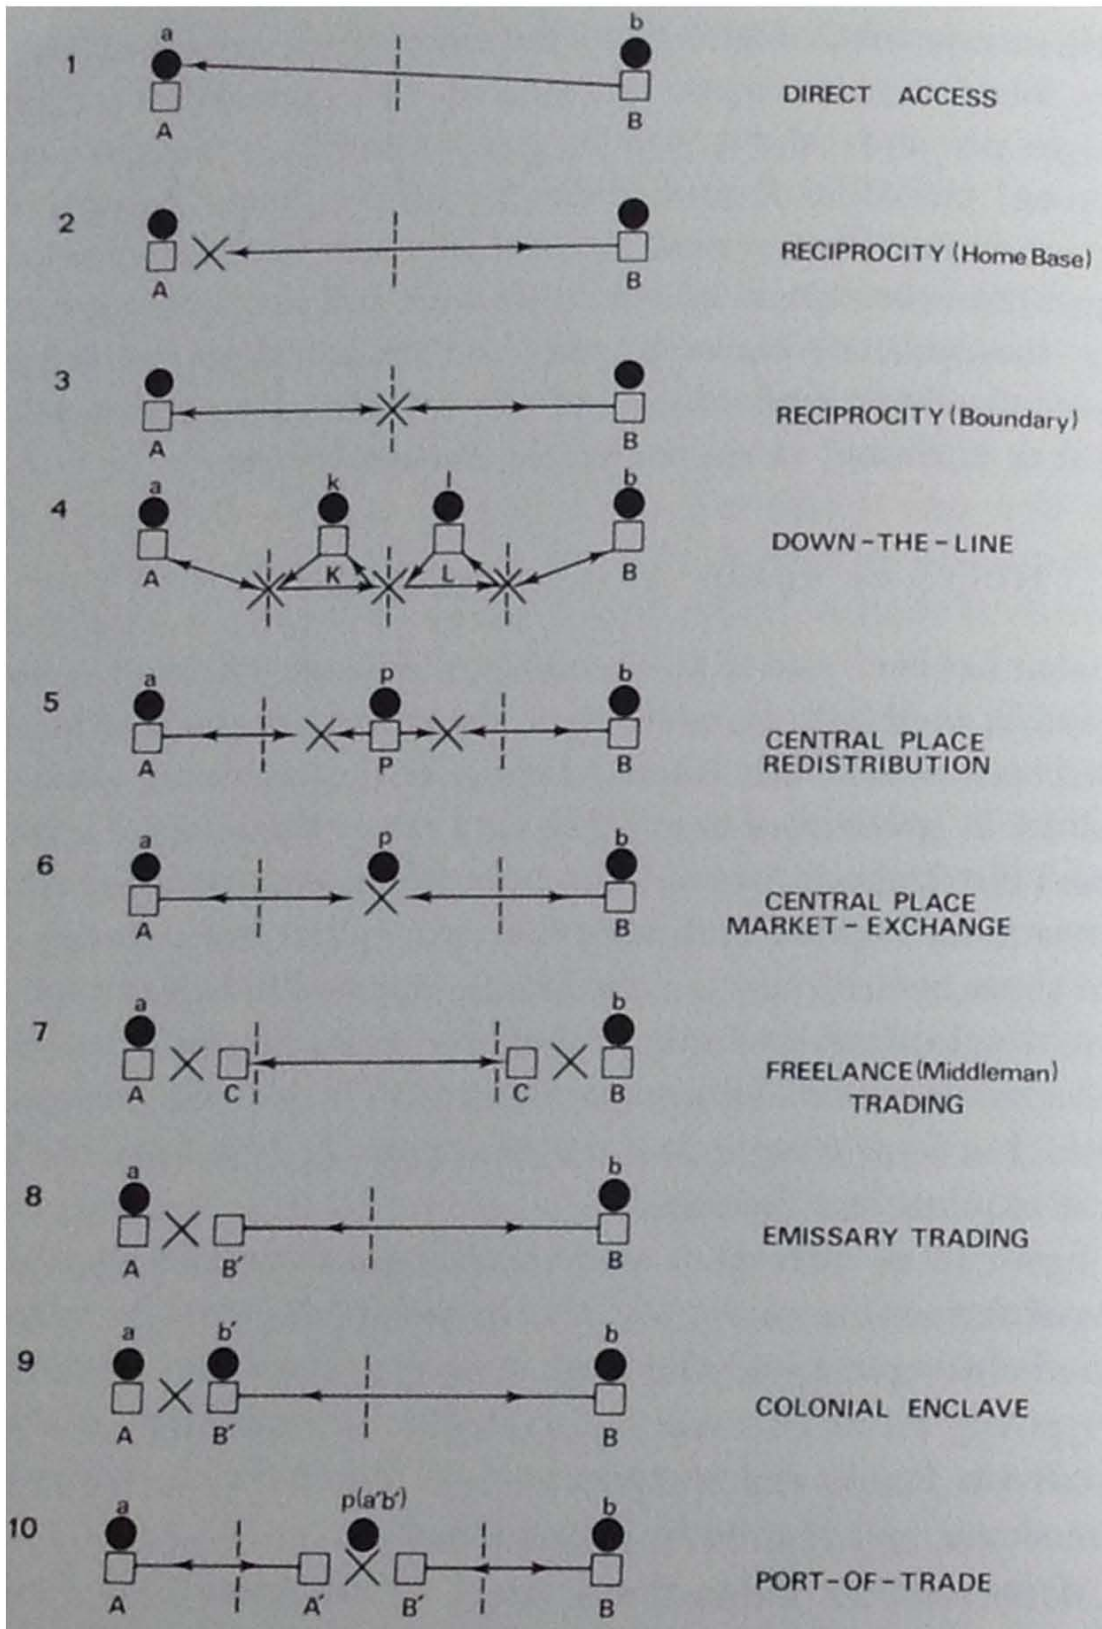 a b
1
DIRECT ACCESS
A B
2
RECIPROCITY (Home Base)
A B
3
RECIPROCITY (Boundary)
A B
a k l b
4
DOWN-THE-LINE
A K L B
a p b
5
CENTRAL PLACE
REDISTRIBUTION
A P B
a p b
6
CENTRAL PLACE
MARKET-EXCHANGE
A B
a b
7
FREELANCE (Middleman)
TRADING
A C C B
a b
8
EMISSARY TRADING
A B′ B
a b′ b
9
COLONIAL ENCLAVE
A B′ B
a p(a′b′) b
10
PORT-OF-TRADE
A A′ B′ B